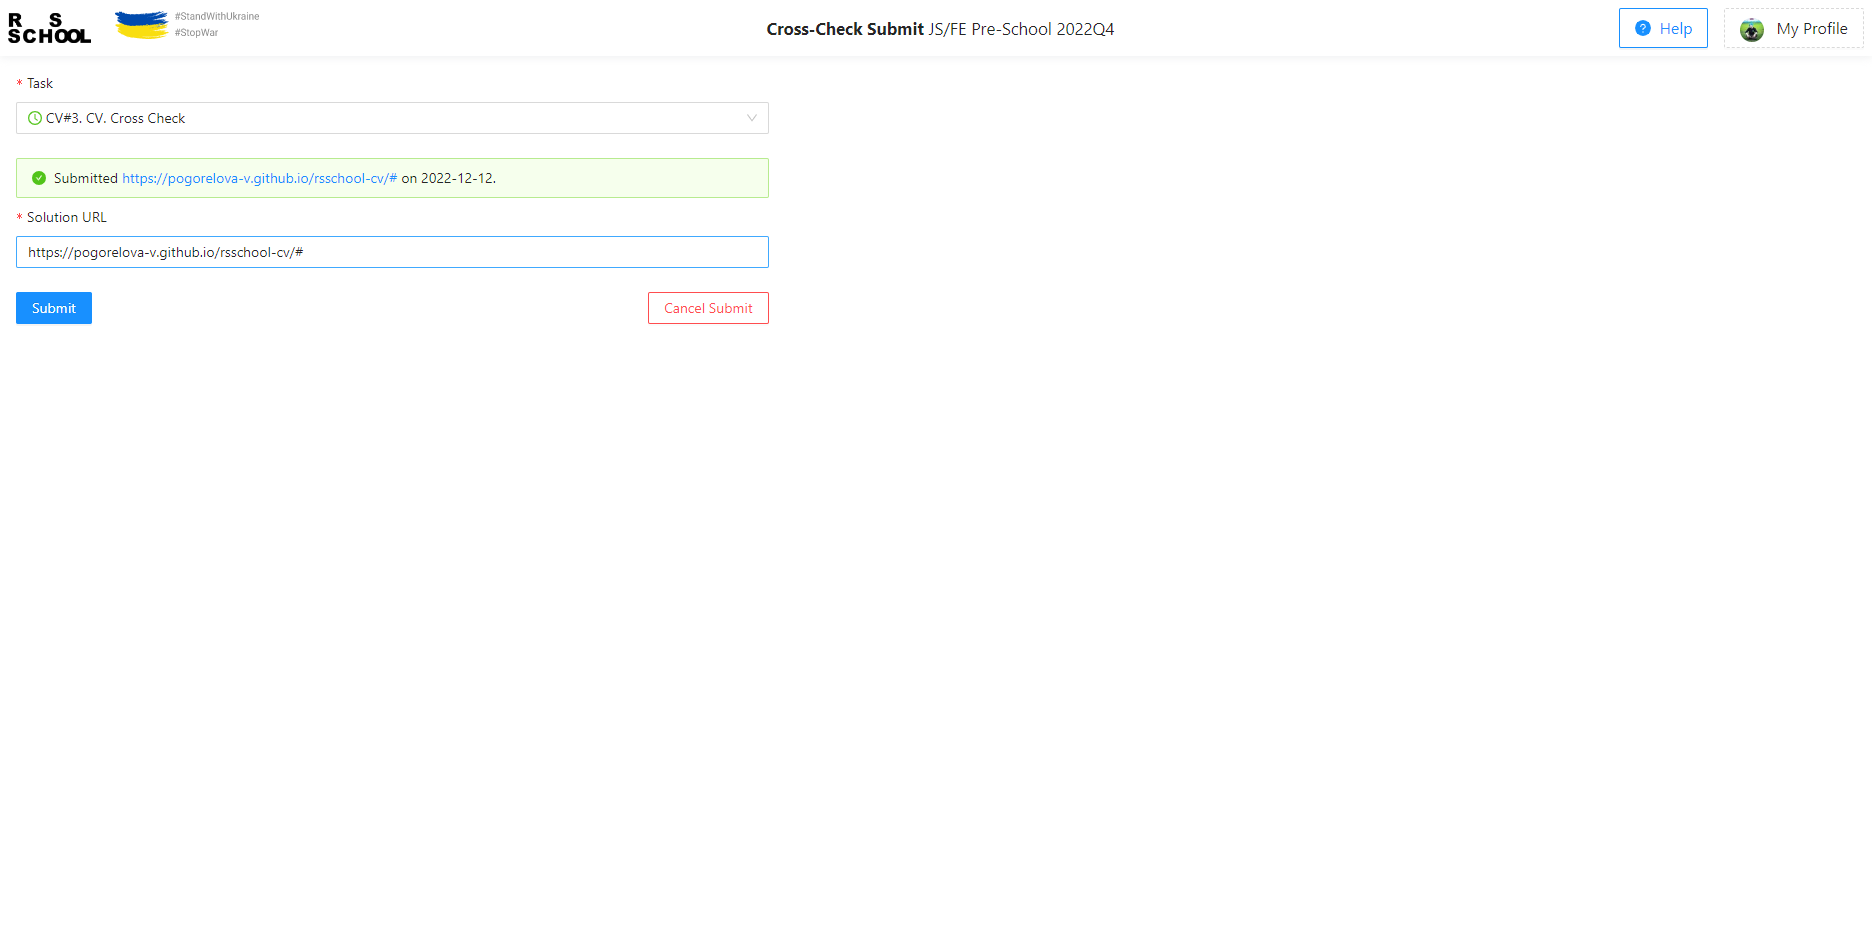 R S
SCHOOL
#StandWithUkraine
#StopWar
Cross-Check Submit JS/FE Pre-School 2022Q4
Help
My Profile
* Task
CV#3. CV. Cross Check
Submitted https://pogorelova-v.github.io/rsschool-cv/# on 2022-12-12.
* Solution URL
https://pogorelova-v.github.io/rsschool-cv/#
Submit
Cancel Submit